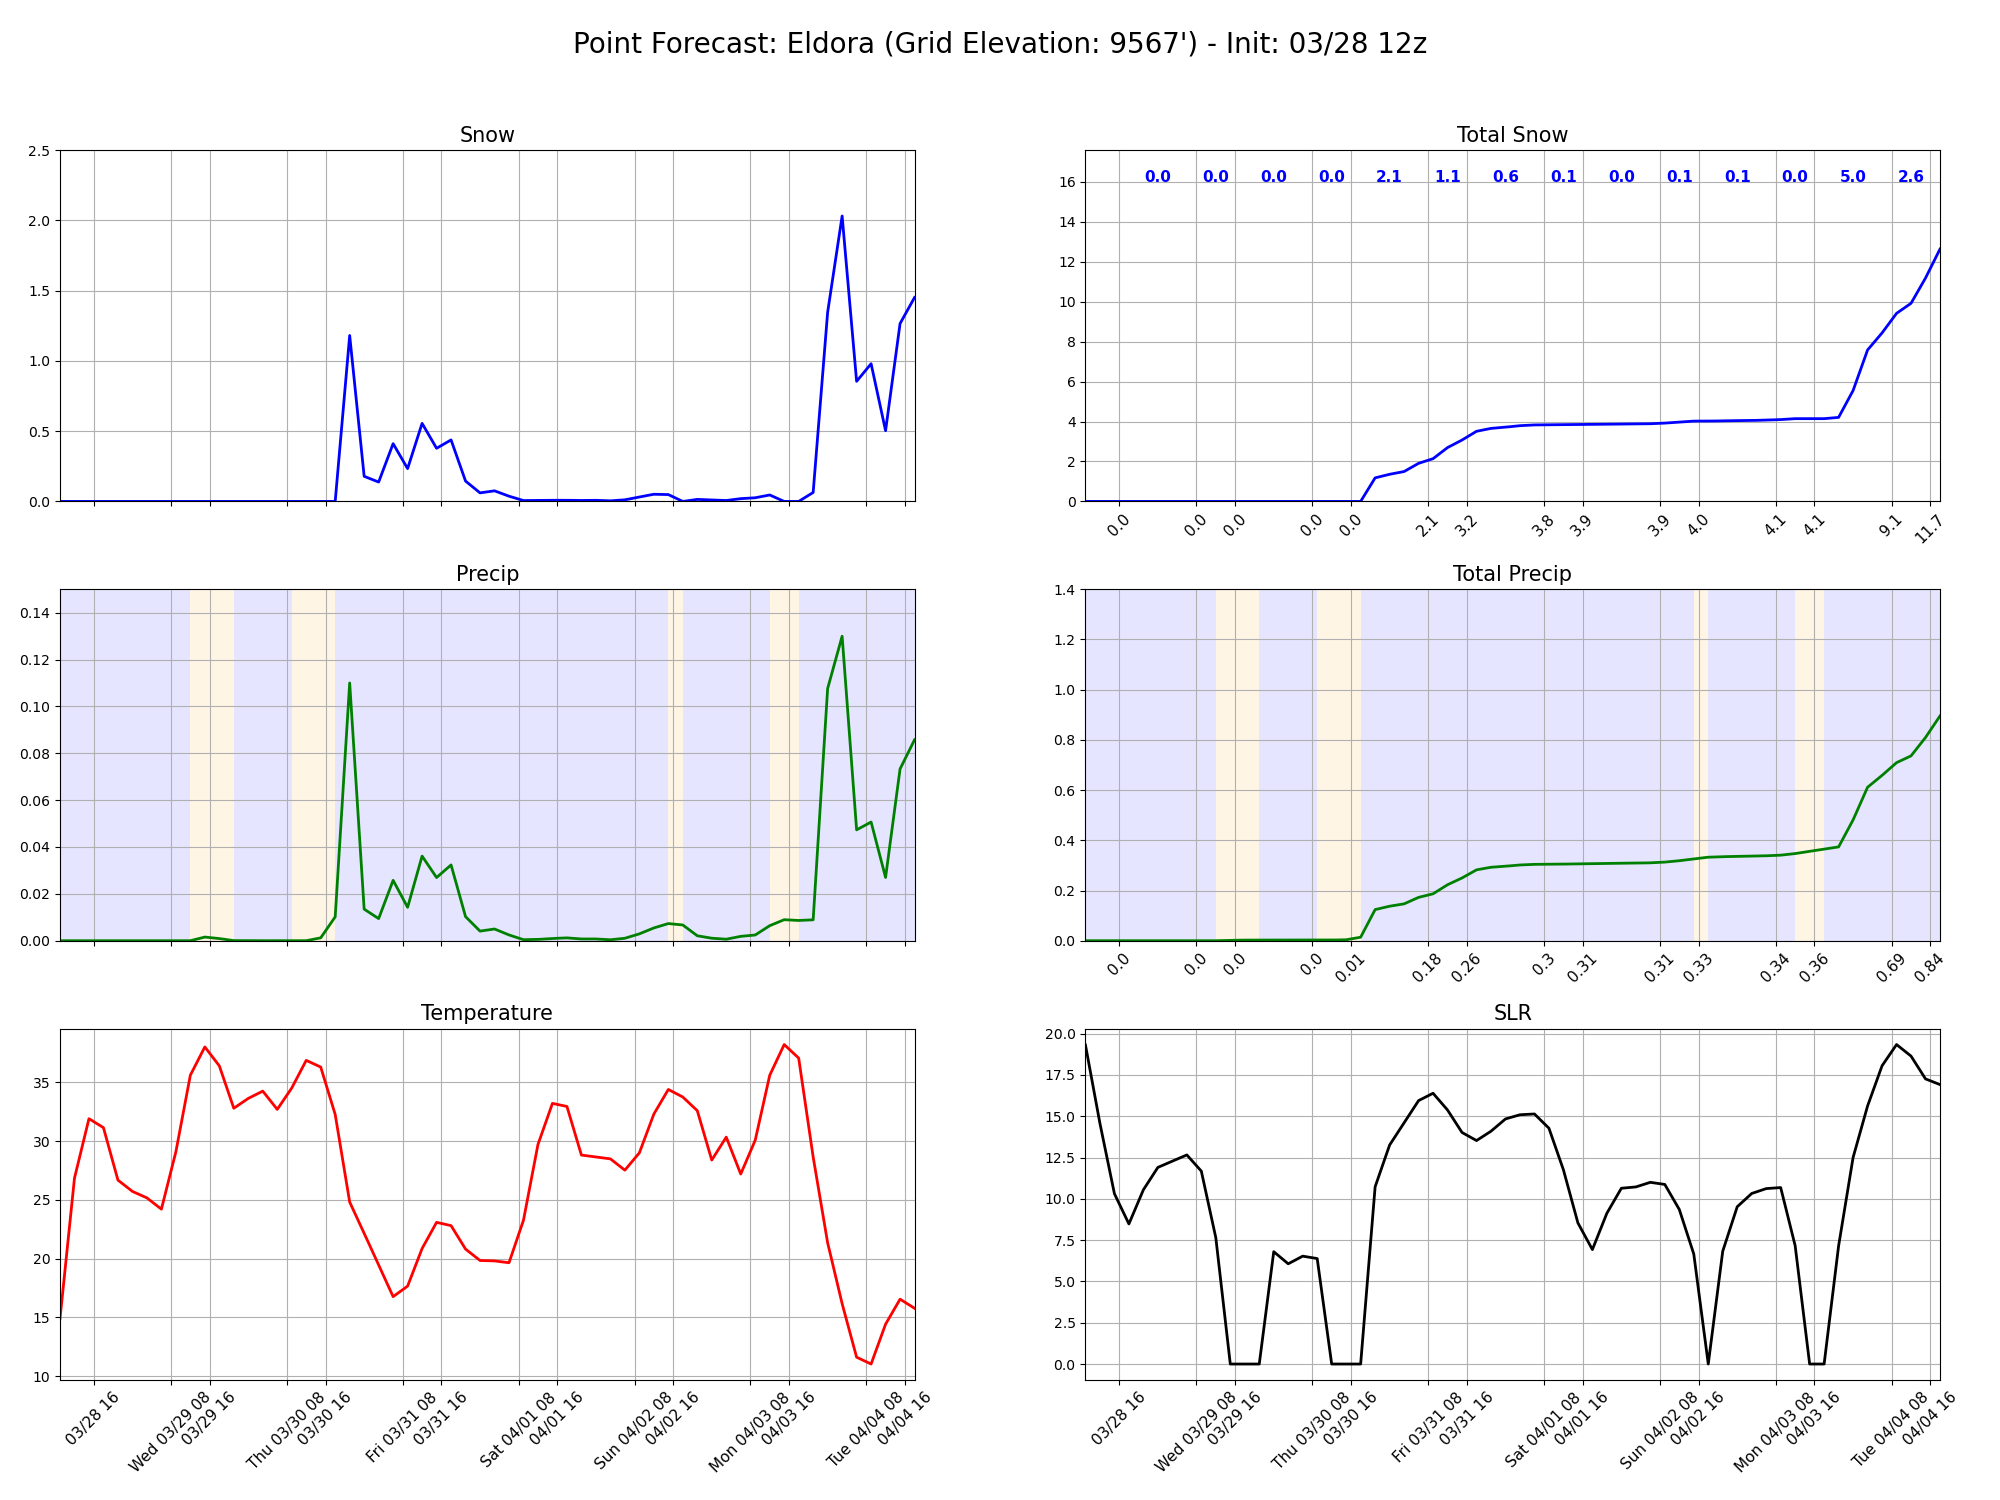 Point Forecast: Eldora (Grid Elevation: 9567') - Init: 03/28 12z
Snow
2.5
2.0
1.5
1.0
0.5
0.0
Total Snow
0.0 0.0 0.0 0.0 2.1 1.1 0.6 0.1 0.0 0.1 0.1 0.0 5.0 2.6
16
14
12
10
8
6
4
2
0
0.0 0.0 0.0 0.0 0.0 2.1 3.2 3.8 3.9 3.9 4.0 4.1 4.1 9.1 11.7
Precip
0.14
0.12
0.10
0.08
0.06
0.04
0.02
0.00
Total Precip
1.4
1.2
1.0
0.8
0.6
0.4
0.2
0.0
0.0 0.0 0.0 0.0 0.01 0.18 0.26 0.3 0.31 0.31 0.33 0.34 0.36 0.69 0.84
Temperature
35
30
25
20
15
10
03/28 16
Wed 03/29 08
03/29 16
Thu 03/30 08
03/30 16
Fri 03/31 08
03/31 16
Sat 04/01 08
04/01 16
Sun 04/02 08
04/02 16
Mon 04/03 08
04/03 16
Tue 04/04 08
04/04 16
SLR
20.0
17.5
15.0
12.5
10.0
7.5
5.0
2.5
0.0
03/28 16
Wed 03/29 08
03/29 16
Thu 03/30 08
03/30 16
Fri 03/31 08
03/31 16
Sat 04/01 08
04/01 16
Sun 04/02 08
04/02 16
Mon 04/03 08
04/03 16
Tue 04/04 08
04/04 16